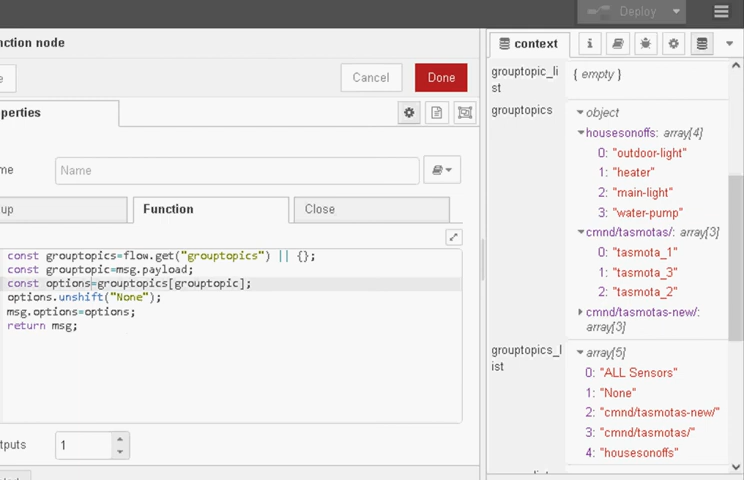 Deploy
nction node
Cancel
Done
perties
me
Name
up
Function
Close
const grouptopics=flow.get("grouptopics") || {};
const grouptopic=msg.payload;
const options=grouptopics[grouptopic];
options.unshift("None");
msg.options=options;
return msg;
tputs
1
context
grouptopic_li
st
{ empty }
grouptopics
object
housesonoffs: array[4]
0: "outdoor-light"
1: "heater"
2: "main-light"
3: "water-pump"
cmnd/tasmotas/: array[3]
0: "tasmota_1"
1: "tasmota_3"
2: "tasmota_2"
cmnd/tasmotas-new/:
array[3]
grouptopics_l
ist
array[5]
0: "ALL Sensors"
1: "None"
2: "cmnd/tasmotas-new/"
3: "cmnd/tasmotas/"
4: "housesonoffs"